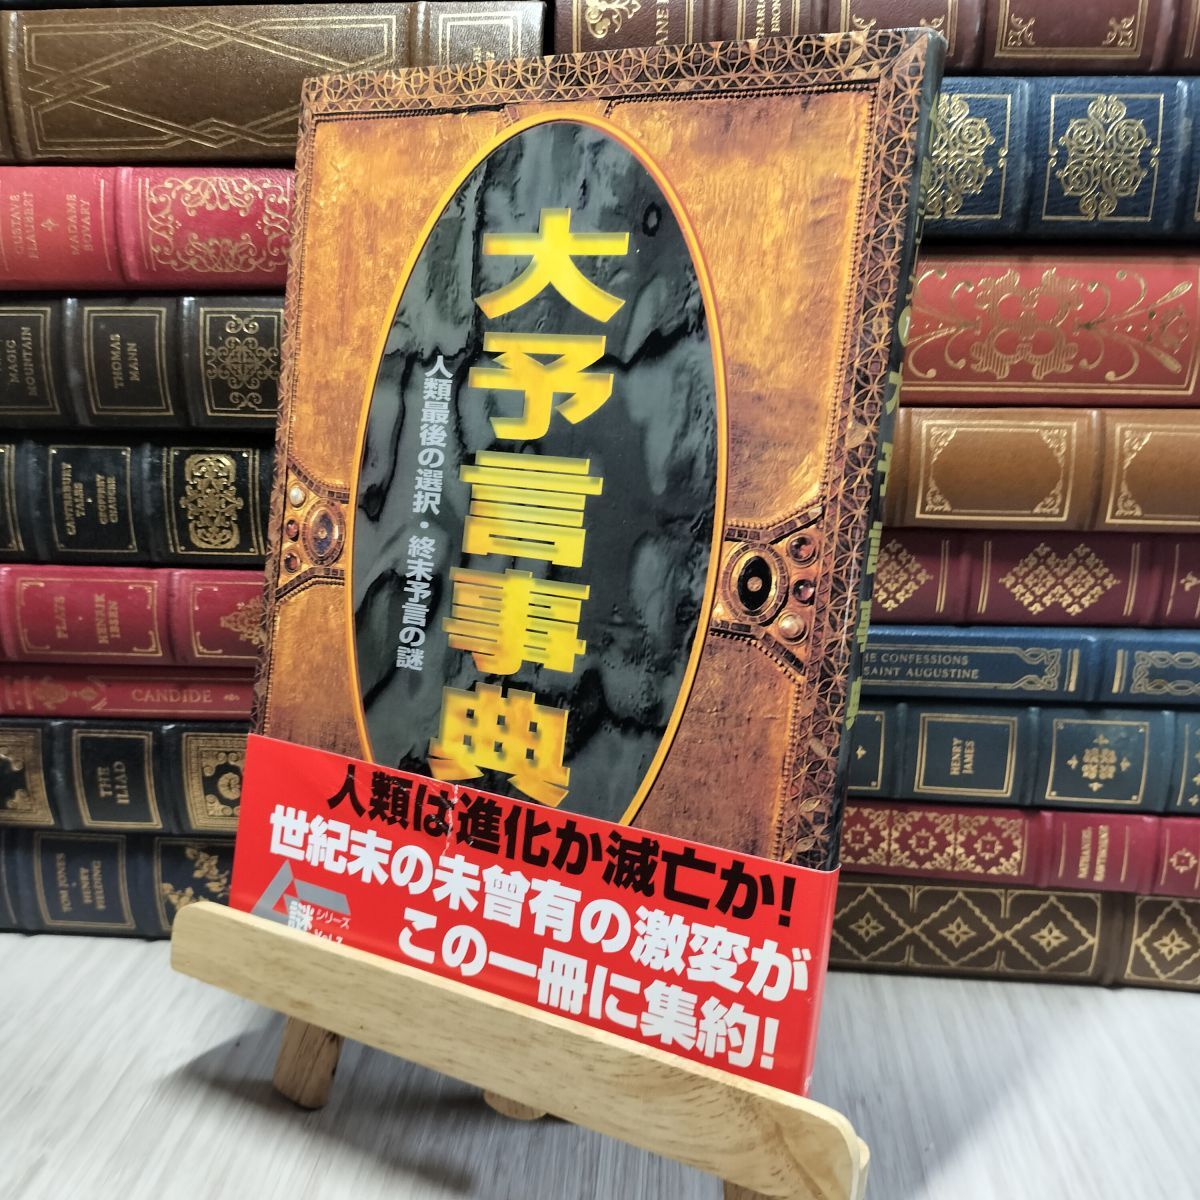 大予言事典
人類最後の選択・終末予言の謎
人類は進化か滅亡か!
世紀末の未曾有の激変が
この一冊に集約!
ムー
謎シリーズ
Vol.7
GUSTAVE
FLAUBERT
MADAME
BOVARY
MAGIC
MOUNTAIN
THOMAS
MANN
CANTERBURY
TALES
GEOFFREY
CHAUCER
PLAYS
HENRIK
IBSEN
CANDIDE
THE
ILIAD
TOM JONES
HENRY
FIELDING
THE CONFESSIONS
SAINT AUGUSTINE
HENRY
JAMES